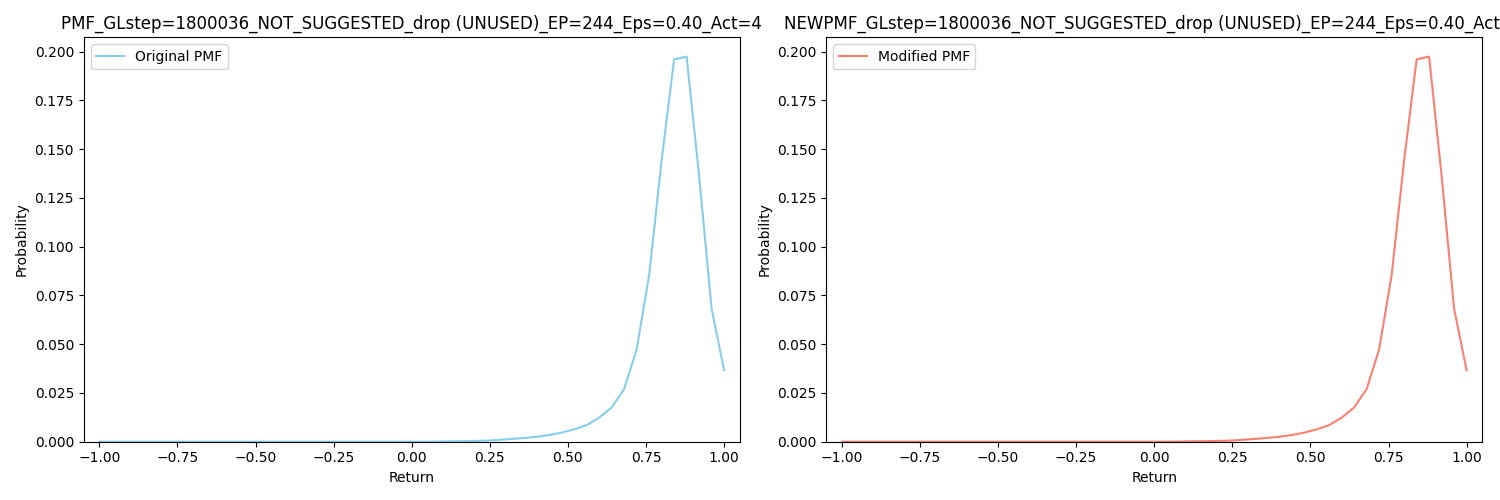 PMF_GLstep=1800036_NOT_SUGGESTED_drop (UNUSED)_EP=244_Eps=0.40_Act=4
Original PMF
0.200
0.175
0.150
0.125
0.100
0.075
0.050
0.025
0.000
Probability
−1.00 −0.75 −0.50 −0.25 0.00 0.25 0.50 0.75 1.00
Return
NEWPMF_GLstep=1800036_NOT_SUGGESTED_drop (UNUSED)_EP=244_Eps=0.40_Act
Modified PMF
0.200
0.175
0.150
0.125
0.100
0.075
0.050
0.025
0.000
Probability
−1.00 −0.75 −0.50 −0.25 0.00 0.25 0.50 0.75 1.00
Return